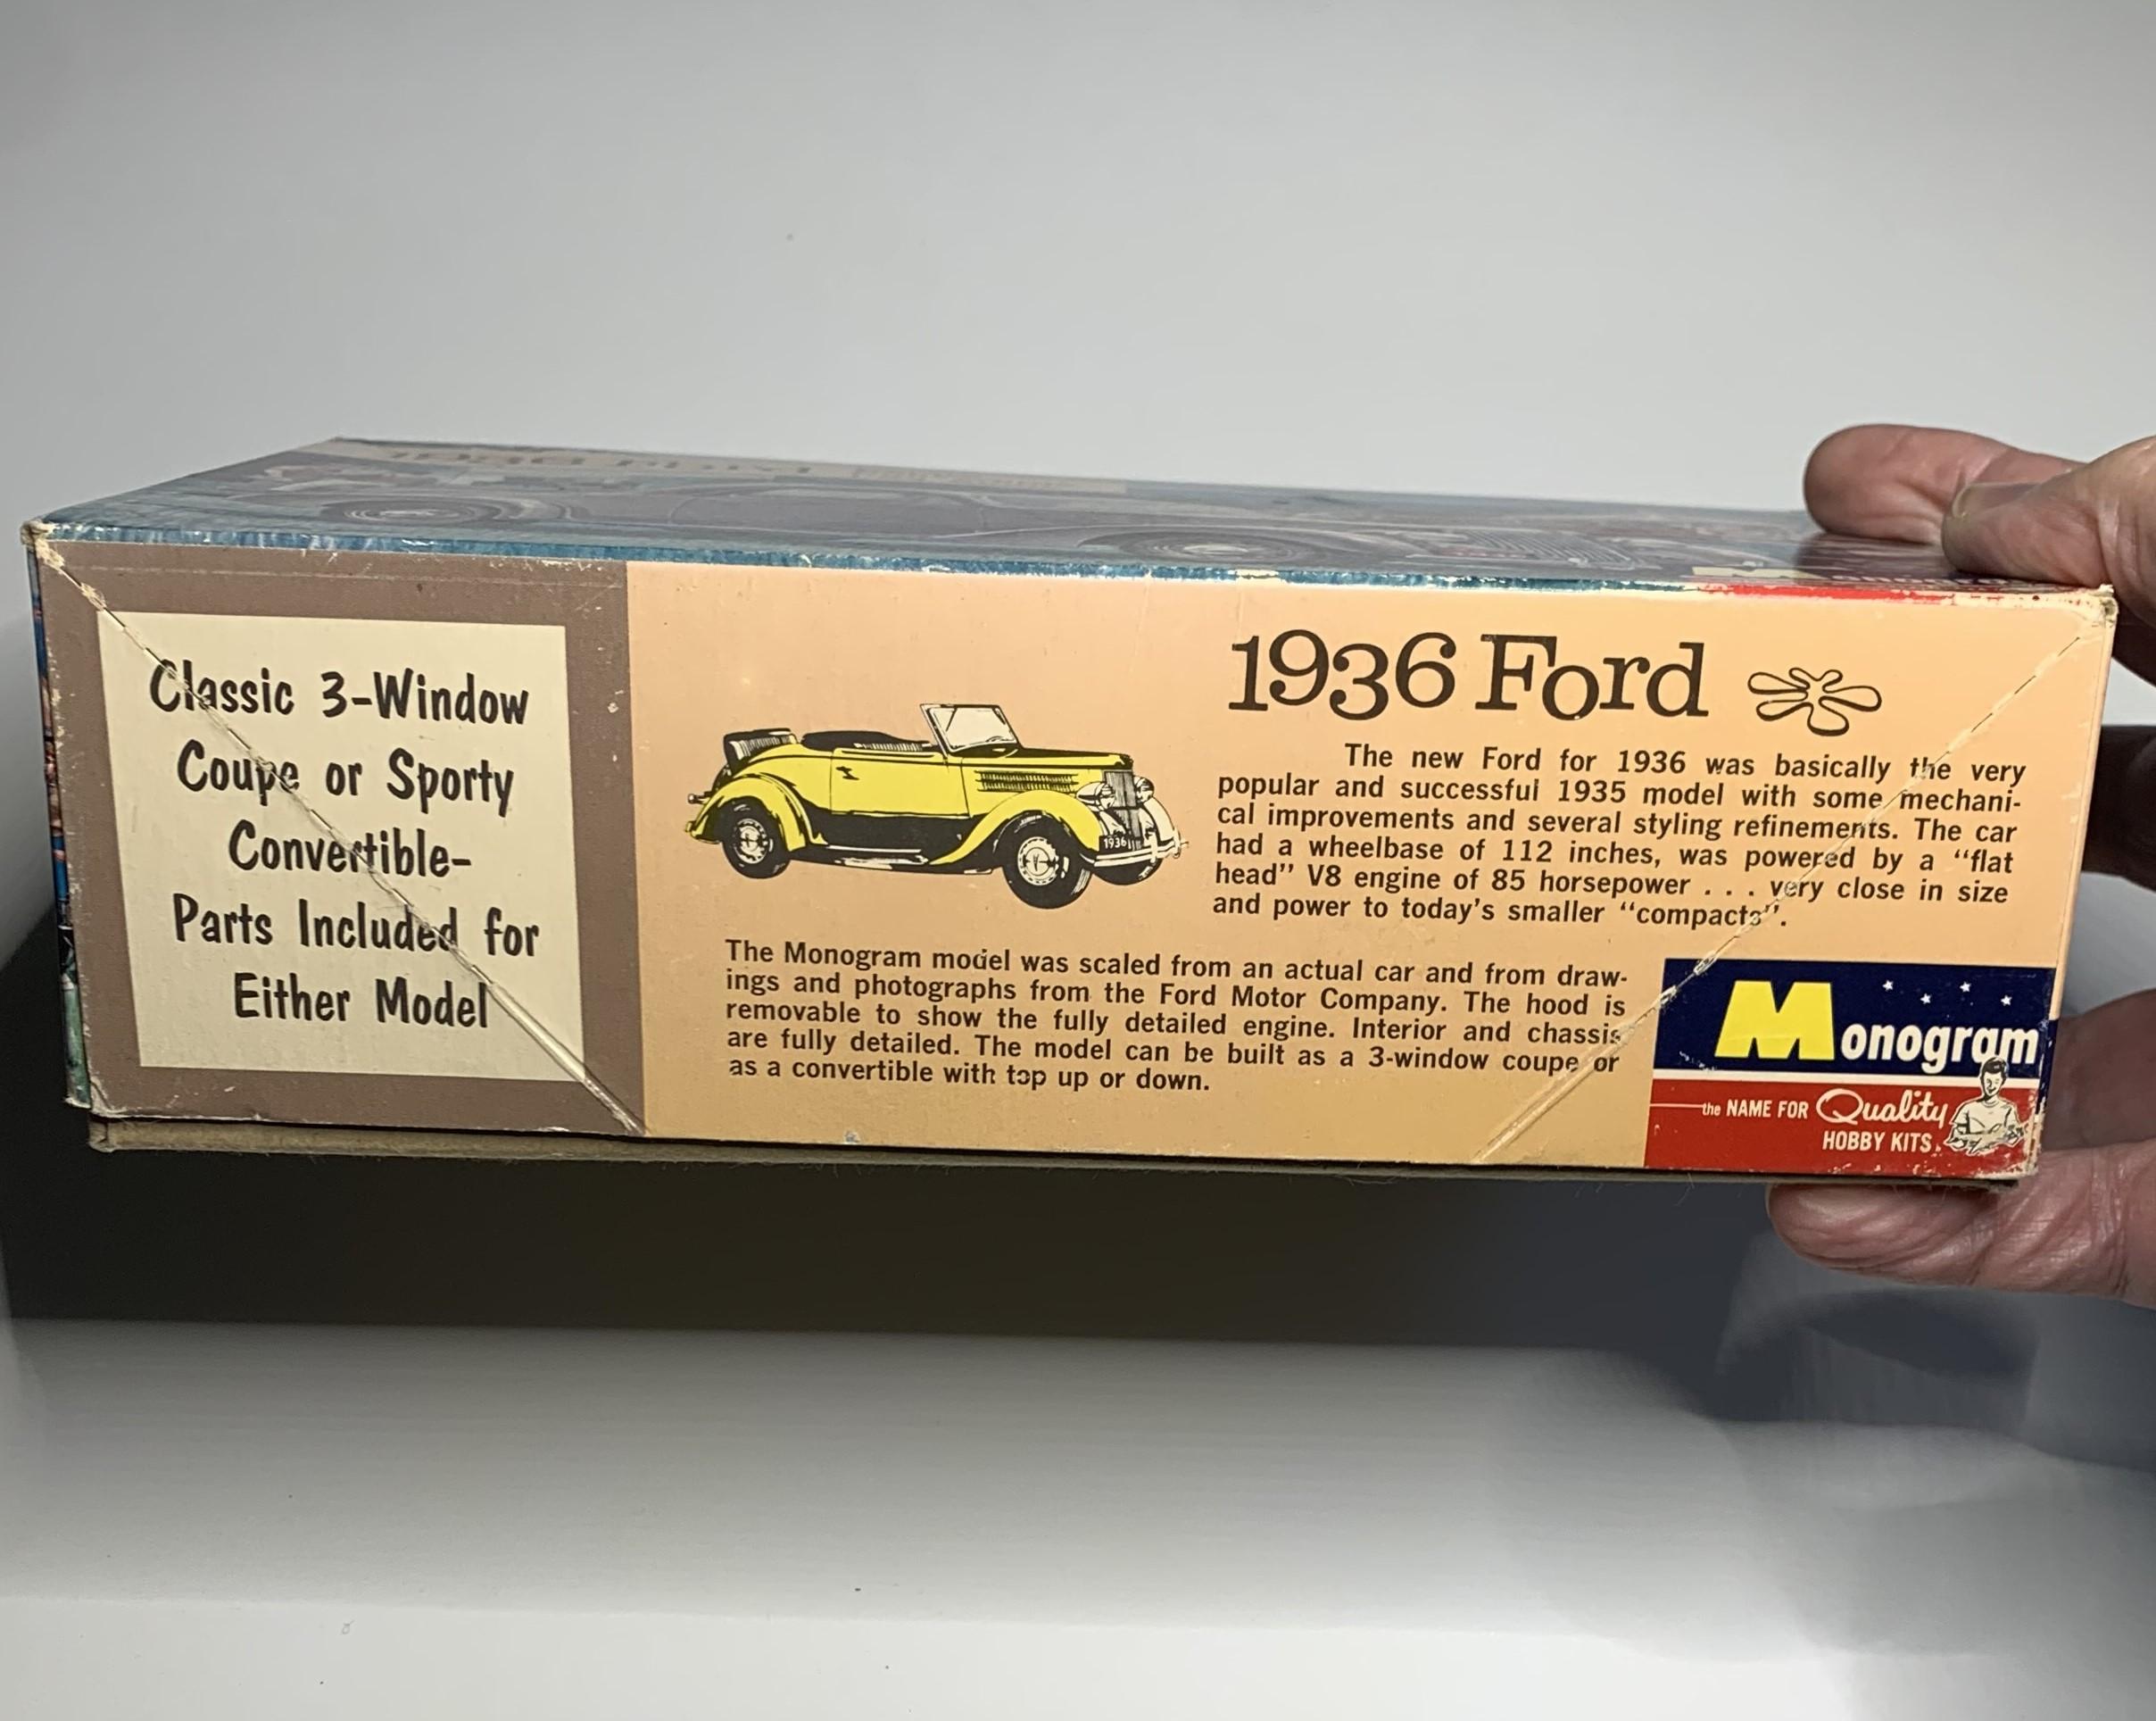 Classic 3-Window
Coupe or Sporty
Convertible-
Parts Included for
Either Model
1936
1936 Ford
The new Ford for 1936 was basically the very
popular and successful 1935 model with some mechani-
cal improvements and several styling refinements. The car
had a wheelbase of 112 inches, was powered by a “flat
head” V8 engine of 85 horsepower . . . very close in size
and power to today's smaller “compacts”.
The Monogram model was scaled from an actual car and from draw-
ings and photographs from the Ford Motor Company. The hood is
removable to show the fully detailed engine. Interior and chassis
are fully detailed. The model can be built as a 3-window coupe or
as a convertible with top up or down.
Monogram
the NAME FOR Quality
HOBBY KITS.